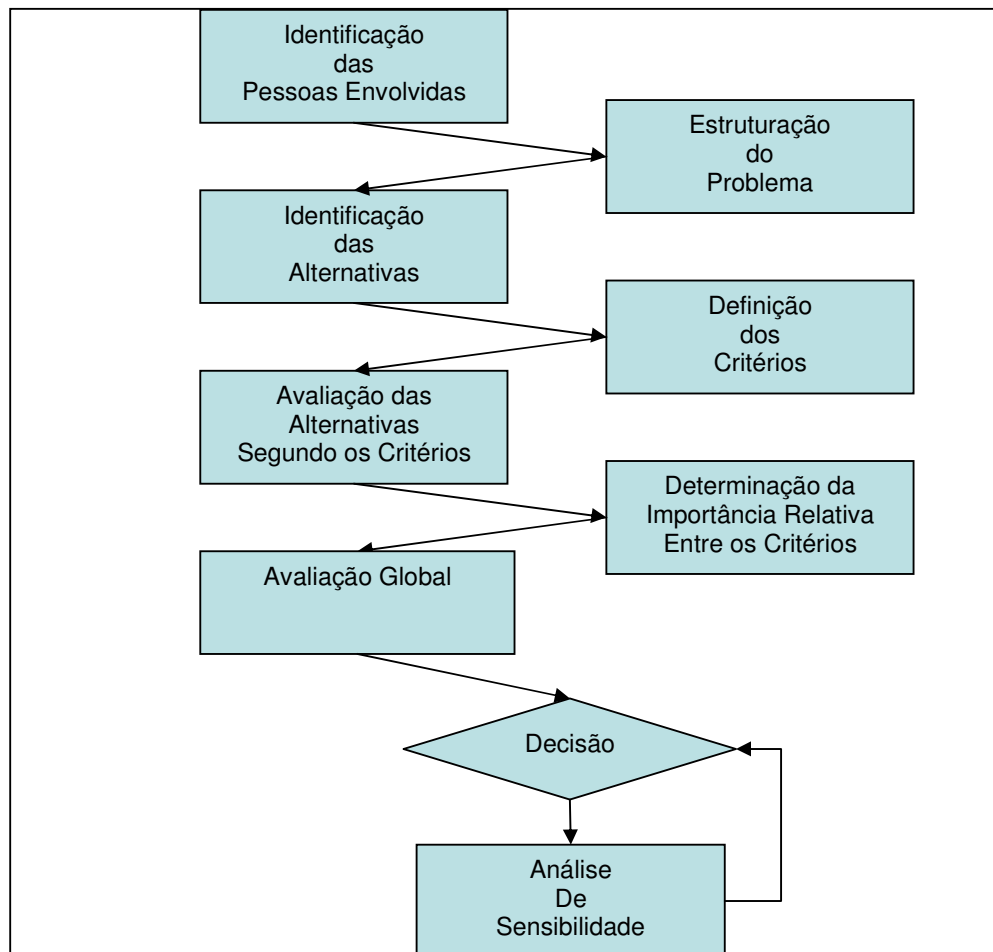 Identificação
das
Pessoas Envolvidas
Estruturação
do
Problema
Identificação
das
Alternativas
Definição
dos
Critérios
Avaliação das
Alternativas
Segundo os Critérios
Determinação da
Importância Relativa
Entre os Critérios
Avaliação Global
Decisão
Análise
De
Sensibilidade